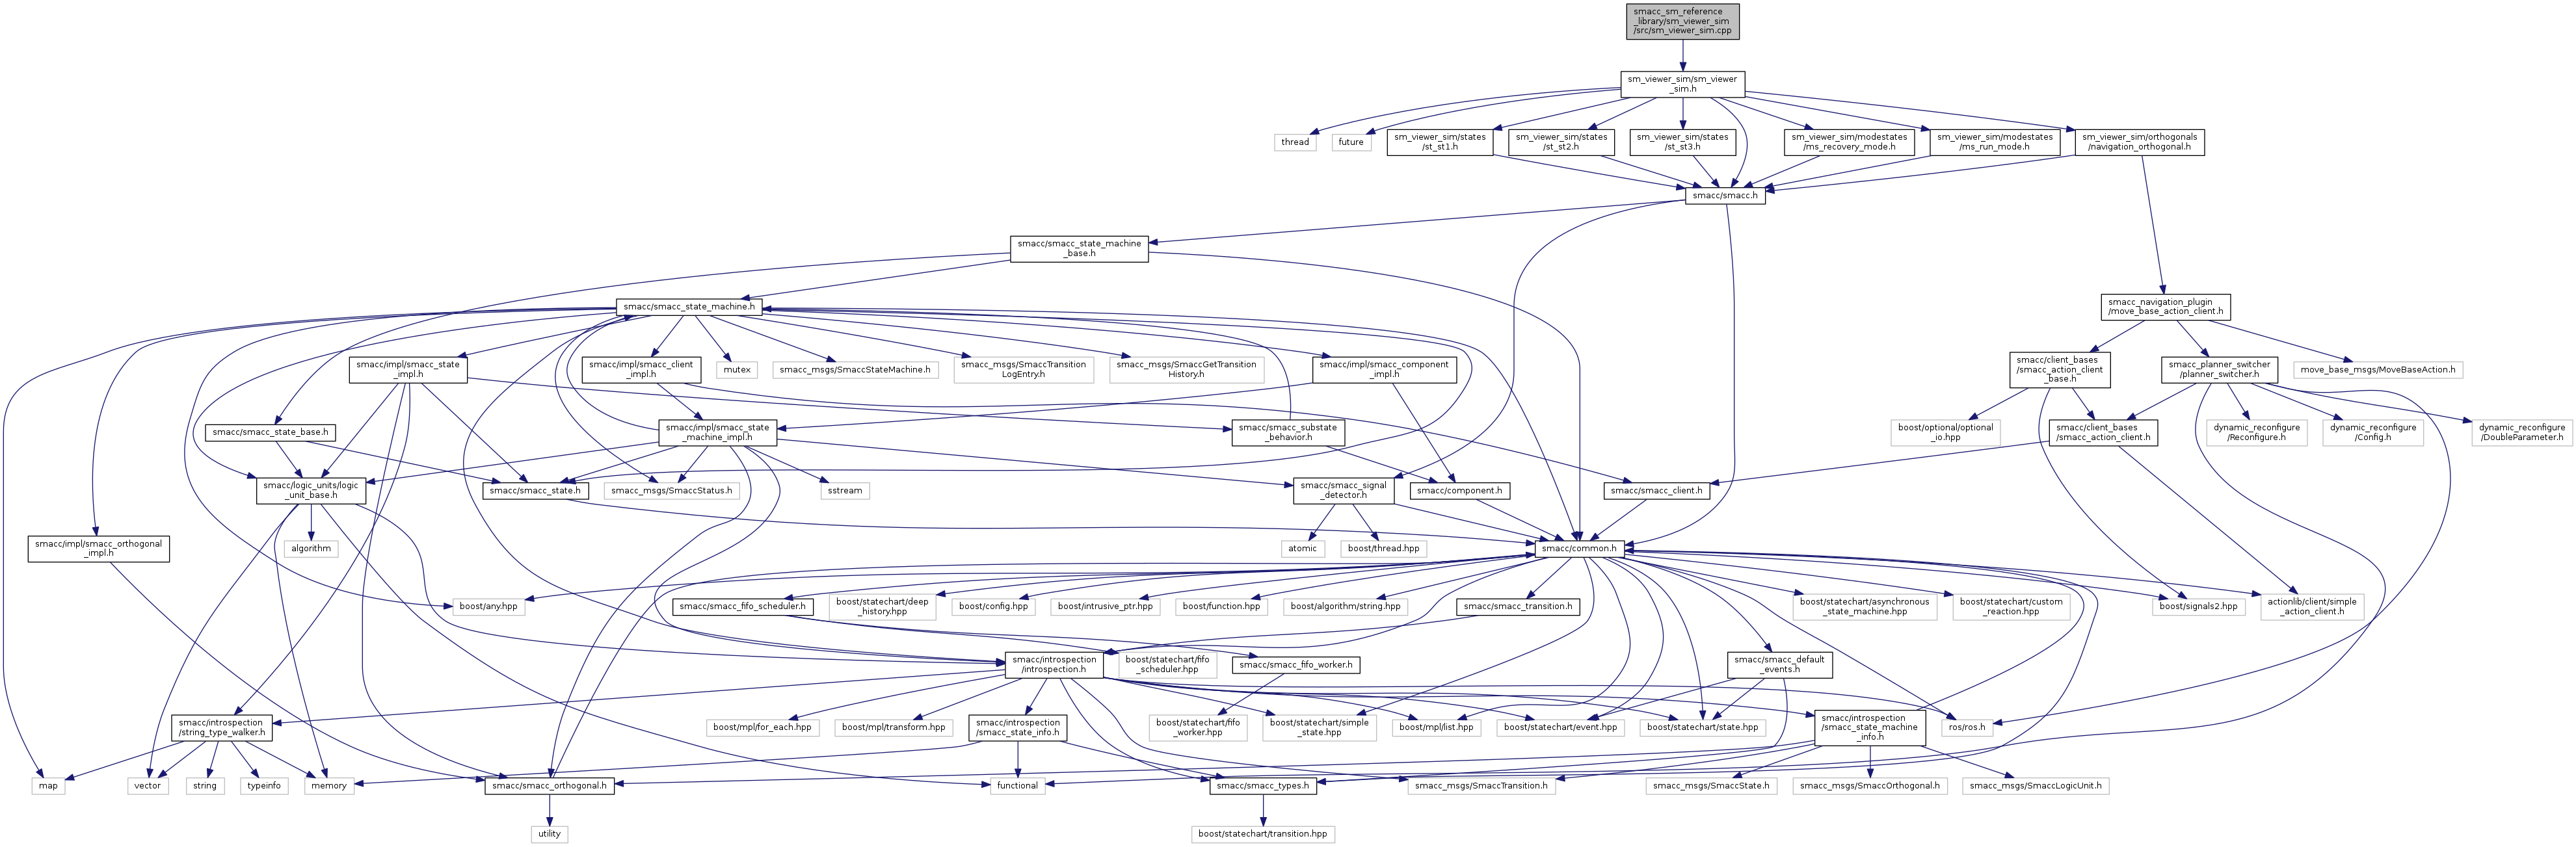 smacc_sm_reference
_library/sm_viewer_sim
/src/sm_viewer_sim.cpp
sm_viewer_sim/sm_viewer
_sim.h
thread
future
sm_viewer_sim/states
/st_st1.h
sm_viewer_sim/states
/st_st2.h
sm_viewer_sim/states
/st_st3.h
sm_viewer_sim/modestates
/ms_recovery_mode.h
sm_viewer_sim/modestates
/ms_run_mode.h
sm_viewer_sim/orthogonals
/navigation_orthogonal.h
smacc/smacc.h
smacc/smacc_state_machine
_base.h
smacc/smacc_state_machine.h
smacc_navigation_plugin
/move_base_action_client.h
smacc/impl/smacc_state
_impl.h
smacc/impl/smacc_client
_impl.h
mutex
smacc_msgs/SmaccStateMachine.h
smacc_msgs/SmaccTransition
LogEntry.h
smacc_msgs/SmaccGetTransition
History.h
smacc/impl/smacc_component
_impl.h
smacc/client_bases
/smacc_action_client
_base.h
smacc_planner_switcher
/planner_switcher.h
move_base_msgs/MoveBaseAction.h
smacc/smacc_state_base.h
smacc/impl/smacc_state
_machine_impl.h
smacc/smacc_substate
_behavior.h
boost/optional/optional
_io.hpp
smacc/client_bases
/smacc_action_client.h
dynamic_reconfigure
/Reconfigure.h
dynamic_reconfigure
/Config.h
dynamic_reconfigure
/DoubleParameter.h
smacc/logic_units/logic
_unit_base.h
smacc/smacc_state.h
smacc_msgs/SmaccStatus.h
sstream
smacc/smacc_signal
_detector.h
smacc/component.h
smacc/smacc_client.h
smacc/impl/smacc_orthogonal
_impl.h
algorithm
atomic
boost/thread.hpp
smacc/common.h
boost/any.hpp
smacc/smacc_fifo_scheduler.h
boost/statechart/deep
_history.hpp
boost/config.hpp
boost/intrusive_ptr.hpp
boost/function.hpp
boost/algorithm/string.hpp
smacc/smacc_transition.h
boost/statechart/asynchronous
_state_machine.hpp
boost/statechart/custom
_reaction.hpp
boost/signals2.hpp
actionlib/client/simple
_action_client.h
smacc/introspection
/introspection.h
boost/statechart/fifo
_scheduler.hpp
smacc/smacc_fifo_worker.h
smacc/smacc_default
_events.h
smacc/introspection
/string_type_walker.h
boost/mpl/for_each.hpp
boost/mpl/transform.hpp
smacc/introspection
/smacc_state_info.h
boost/statechart/fifo
_worker.hpp
boost/statechart/simple
_state.hpp
boost/mpl/list.hpp
boost/statechart/event.hpp
boost/statechart/state.hpp
smacc/introspection
/smacc_state_machine
_info.h
ros/ros.h
map
vector
string
typeinfo
memory
smacc/smacc_orthogonal.h
functional
smacc/smacc_types.h
smacc_msgs/SmaccTransition.h
smacc_msgs/SmaccState.h
smacc_msgs/SmaccOrthogonal.h
smacc_msgs/SmaccLogicUnit.h
utility
boost/statechart/transition.hpp